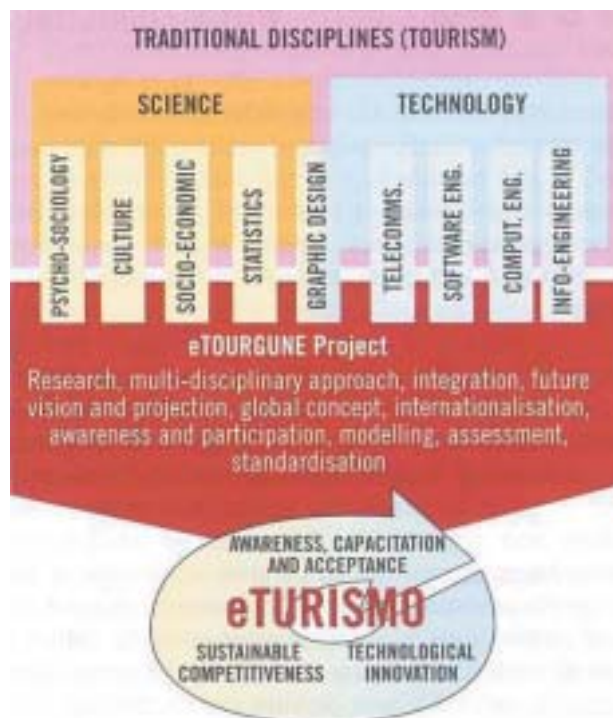 TRADITIONAL DISCIPLINES (TOURISM)
SCIENCE
TECHNOLOGY
PSYCHO-SOCIOLOGY
CULTURE
SOCIO-ECONOMIC
STATISTICS
GRAPHIC DESIGN
TELECOMMS.
SOFTWARE ENG.
COMPUT. ENG.
INFO-ENGINEERING
eTOURGUNE Project
Research, multi-disciplinary approach, integration, future
vision and projection, global concept, internationalisation,
awareness and participation, modelling, assessment,
standardisation
AWARENESS, CAPACITATION
AND ACCEPTANCE
eTURISMO
SUSTAINABLE
COMPETITIVENESS
TECHNOLOGICAL
INNOVATION